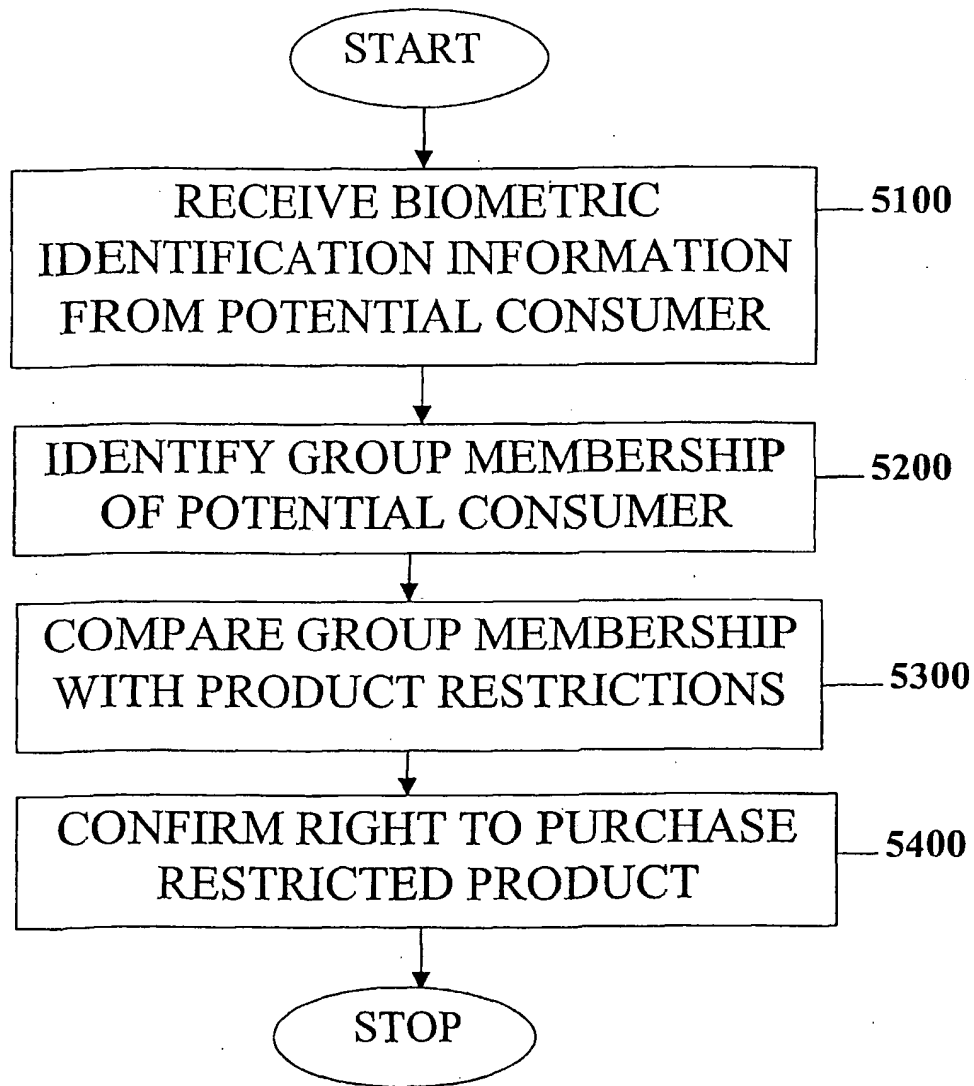 START
RECEIVE BIOMETRIC
IDENTIFICATION INFORMATION
FROM POTENTIAL CONSUMER
5100
IDENTIFY GROUP MEMBERSHIP
OF POTENTIAL CONSUMER
5200
COMPARE GROUP MEMBERSHIP
WITH PRODUCT RESTRICTIONS
5300
CONFIRM RIGHT TO PURCHASE
RESTRICTED PRODUCT
5400
STOP